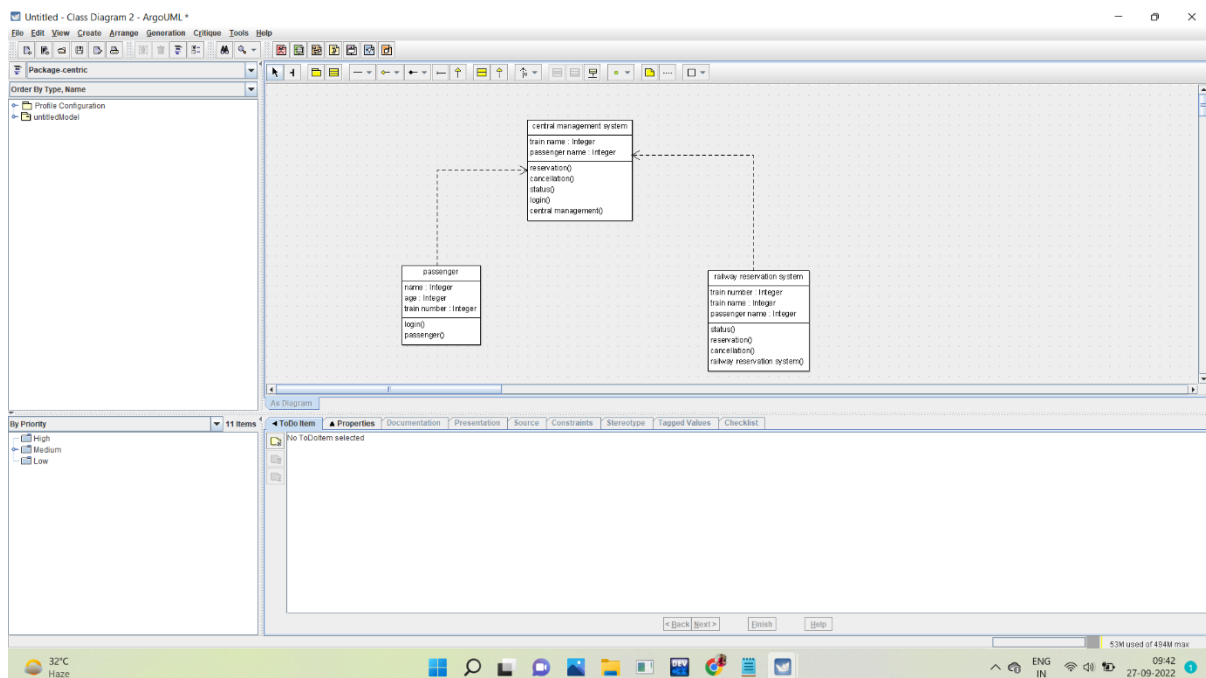 Untitled - Class Diagram 2 - ArgoUML *
File Edit View Create Arrange Generation Critique Tools Help
Package-centric
Order By Type, Name
Profile Configuration
untitledModel
central management system
train name : Integer
passenger name : Integer
reservation()
cancellation()
status()
login()
central management()
passenger
name : Integer
age : Integer
train number : Integer
login()
passenger()
railway reservation system
train number : Integer
train name : Integer
passenger name : Integer
status()
reservation()
cancellation()
railway reservation system()
As Diagram
By Priority
11 Items
High
Medium
Low
ToDo Item Properties Documentation Presentation Source Constraints Stereotype Tagged Values Checklist
No ToDoItem selected
< Back Next > Finish Help
53M used of 494M max
32°C
Haze
DEV
ENG
IN
09:42
27-09-2022
1